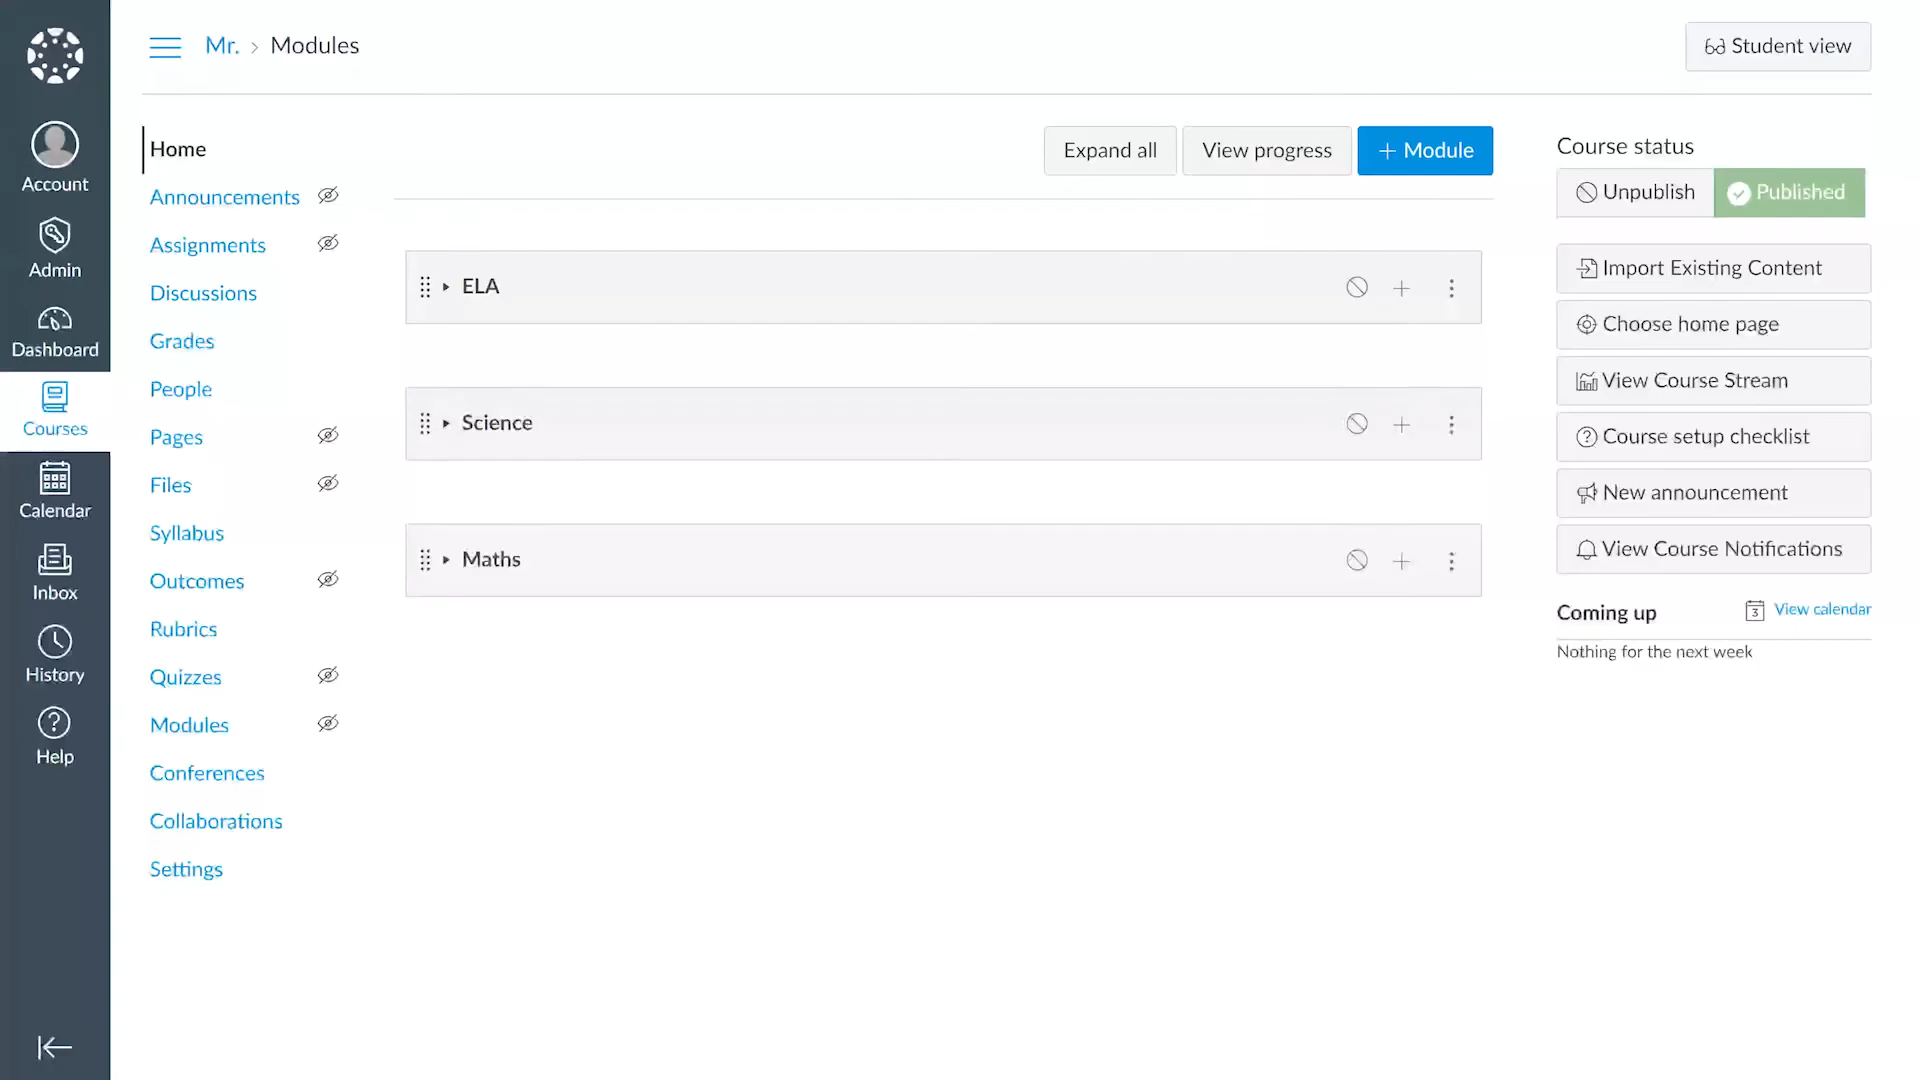 Mr. > Modules
Student view
Account
Admin
Dashboard
Courses
Calendar
Inbox
History
Help
Home
Announcements
Assignments
Discussions
Grades
People
Pages
Files
Syllabus
Outcomes
Rubrics
Quizzes
Modules
Conferences
Collaborations
Settings
Expand all
View progress
+ Module
ELA
Science
Maths
Course status
Unpublish
Published
Import Existing Content
Choose home page
View Course Stream
Course setup checklist
New announcement
View Course Notifications
Coming up
3 View calendar
Nothing for the next week